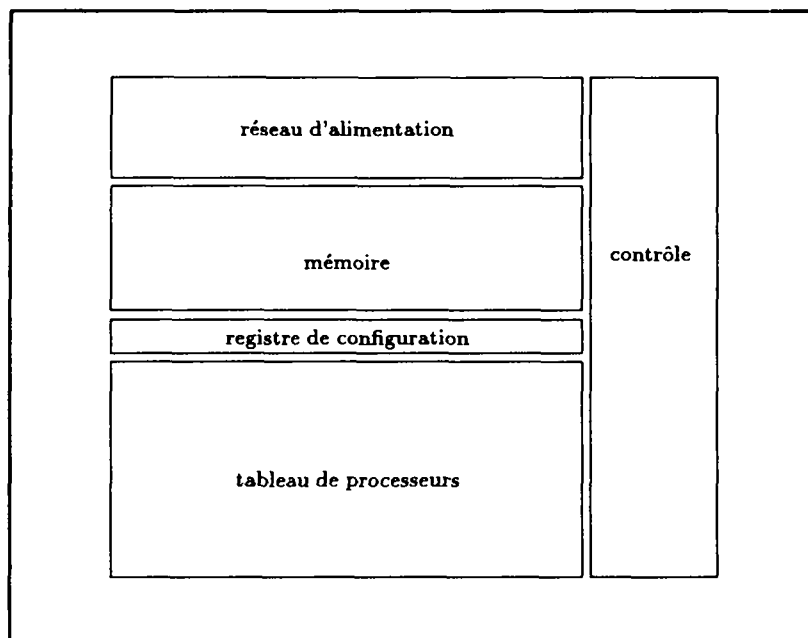 réseau d'alimentation
mémoire
contrôle
registre de configuration
tableau de processeurs